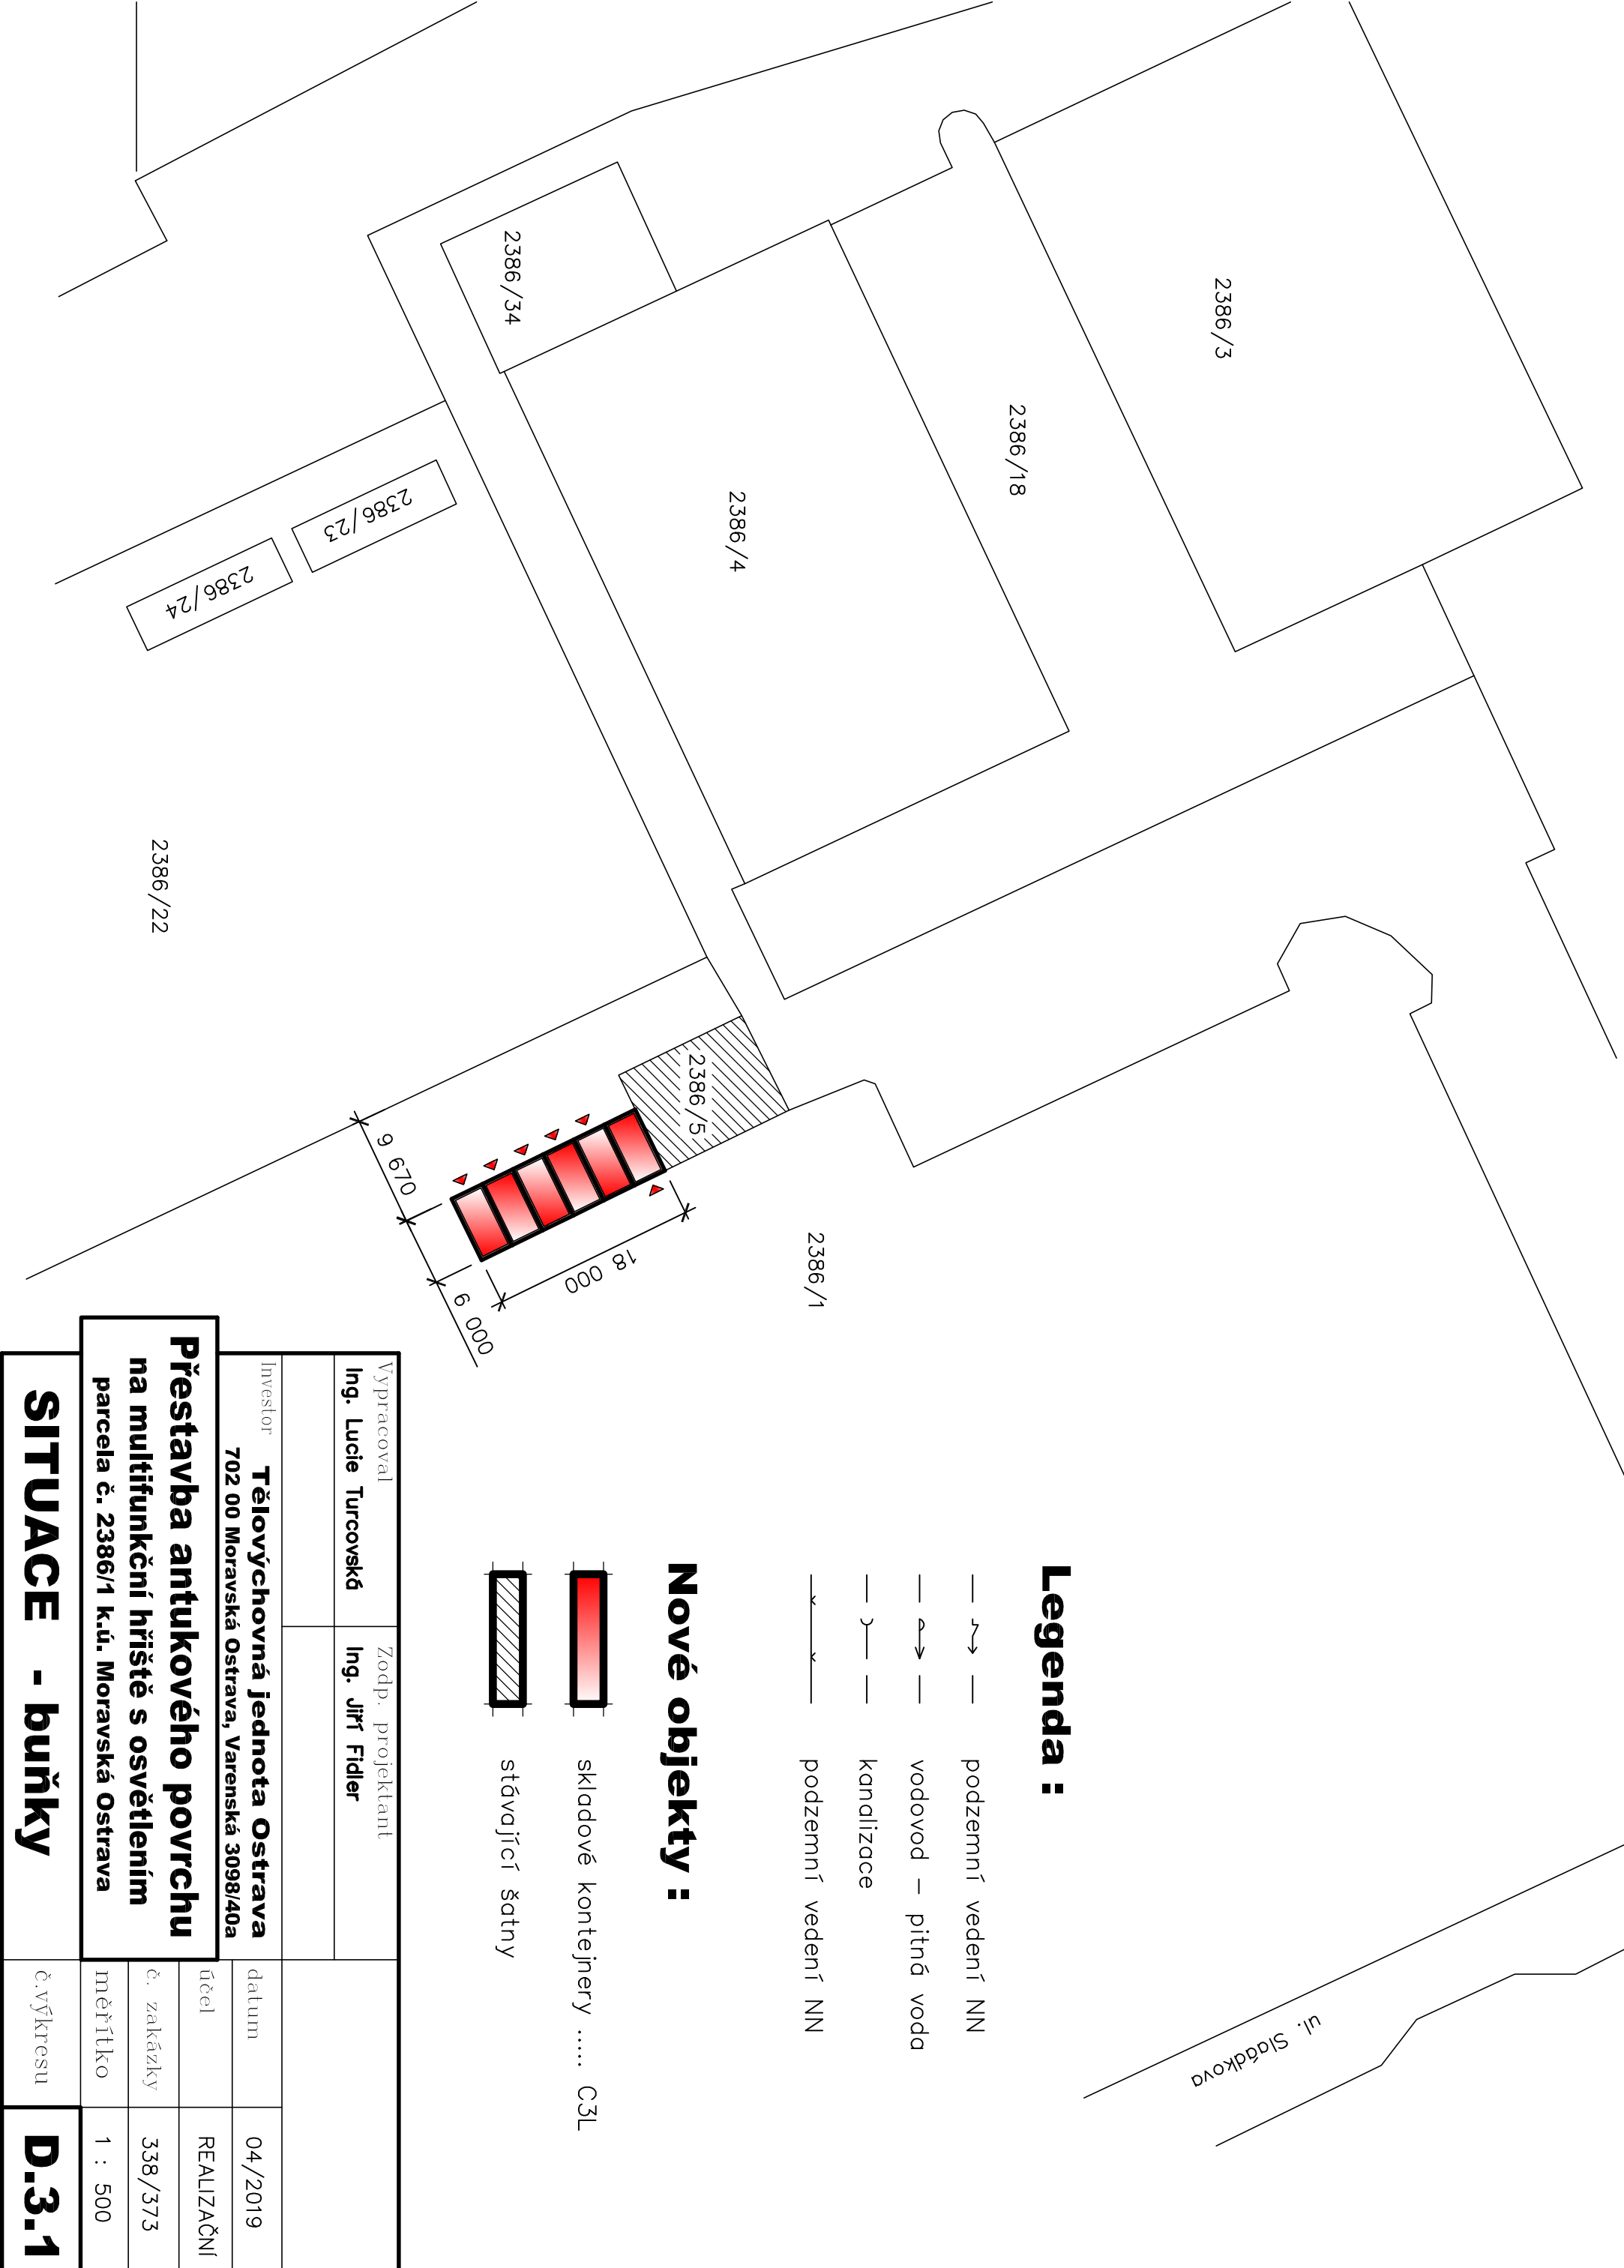 2386/3
2386/18
2386/34
2386/4
2386/23
2386/24
2386/22
2386/5
2386/1
9 670
6 000
18 000
ul. Slaádkova
Legenda :
podzemní vedení NN
vodovod – pitná voda
kanalizace
podzemní vedení NN
Nové objekty :
skladové kontejnery ..... C3L
stávající šatny
Vypracoval
Zodp. projektant
Ing. Lucie Turcovská
Ing. Jiří Fidler
Investor
Tělovýchovná jednota Ostrava
702 00 Moravská Ostrava, Varenská 3098/40a
Přestavba antukového povrchu
na multifunkční hřiště s osvětlením
parcela č. 2386/1 k.ú. Moravská Ostrava
SITUACE - buňky
datum
04/2019
účel
REALIZAČNÍ
č. zakázky
338/373
měřítko
1 : 500
č.výkresu
D.3.1